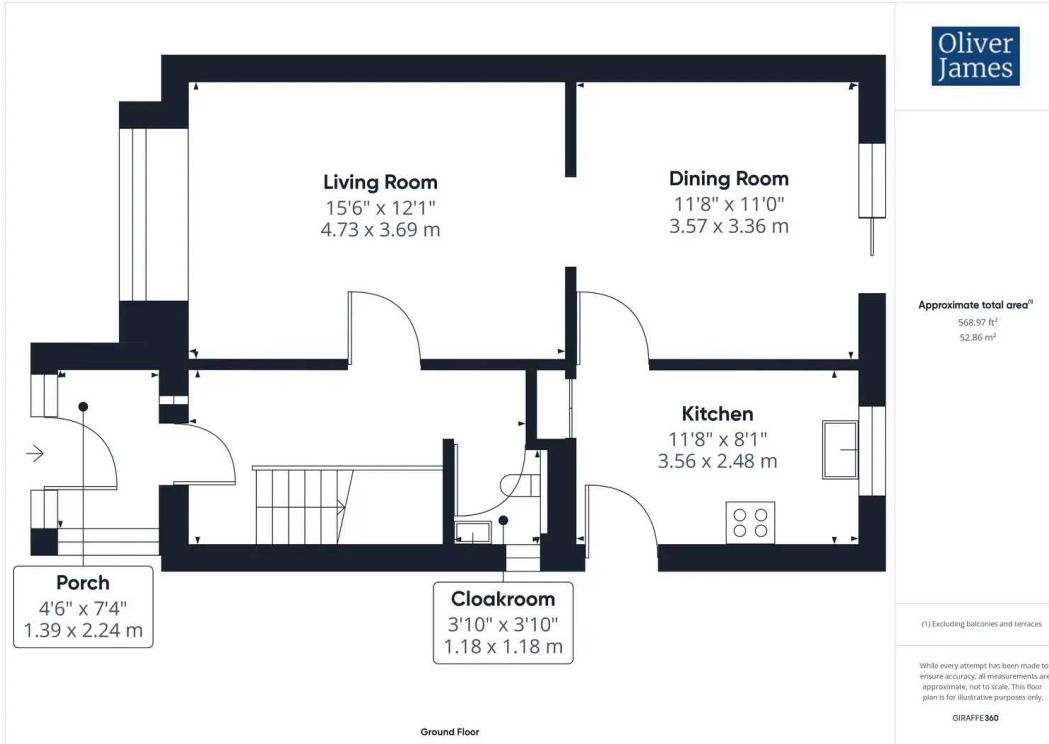 Oliver
James
Living Room
15'6" x 12'1"
4.73 x 3.69 m
Dining Room
11'8" x 11'0"
3.57 x 3.36 m
Kitchen
11'8" x 8'1"
3.56 x 2.48 m
Porch
4'6" x 7'4"
1.39 x 2.24 m
Cloakroom
3'10" x 3'10"
1.18 x 1.18 m
Ground Floor
Approximate total area(1)
568.97 ft²
52.86 m²
(1) Excluding balconies and terraces
While every attempt has been made to
ensure accuracy, all measurements are
approximate, not to scale. This floor
plan is for illustrative purposes only.
GIRAFFE360